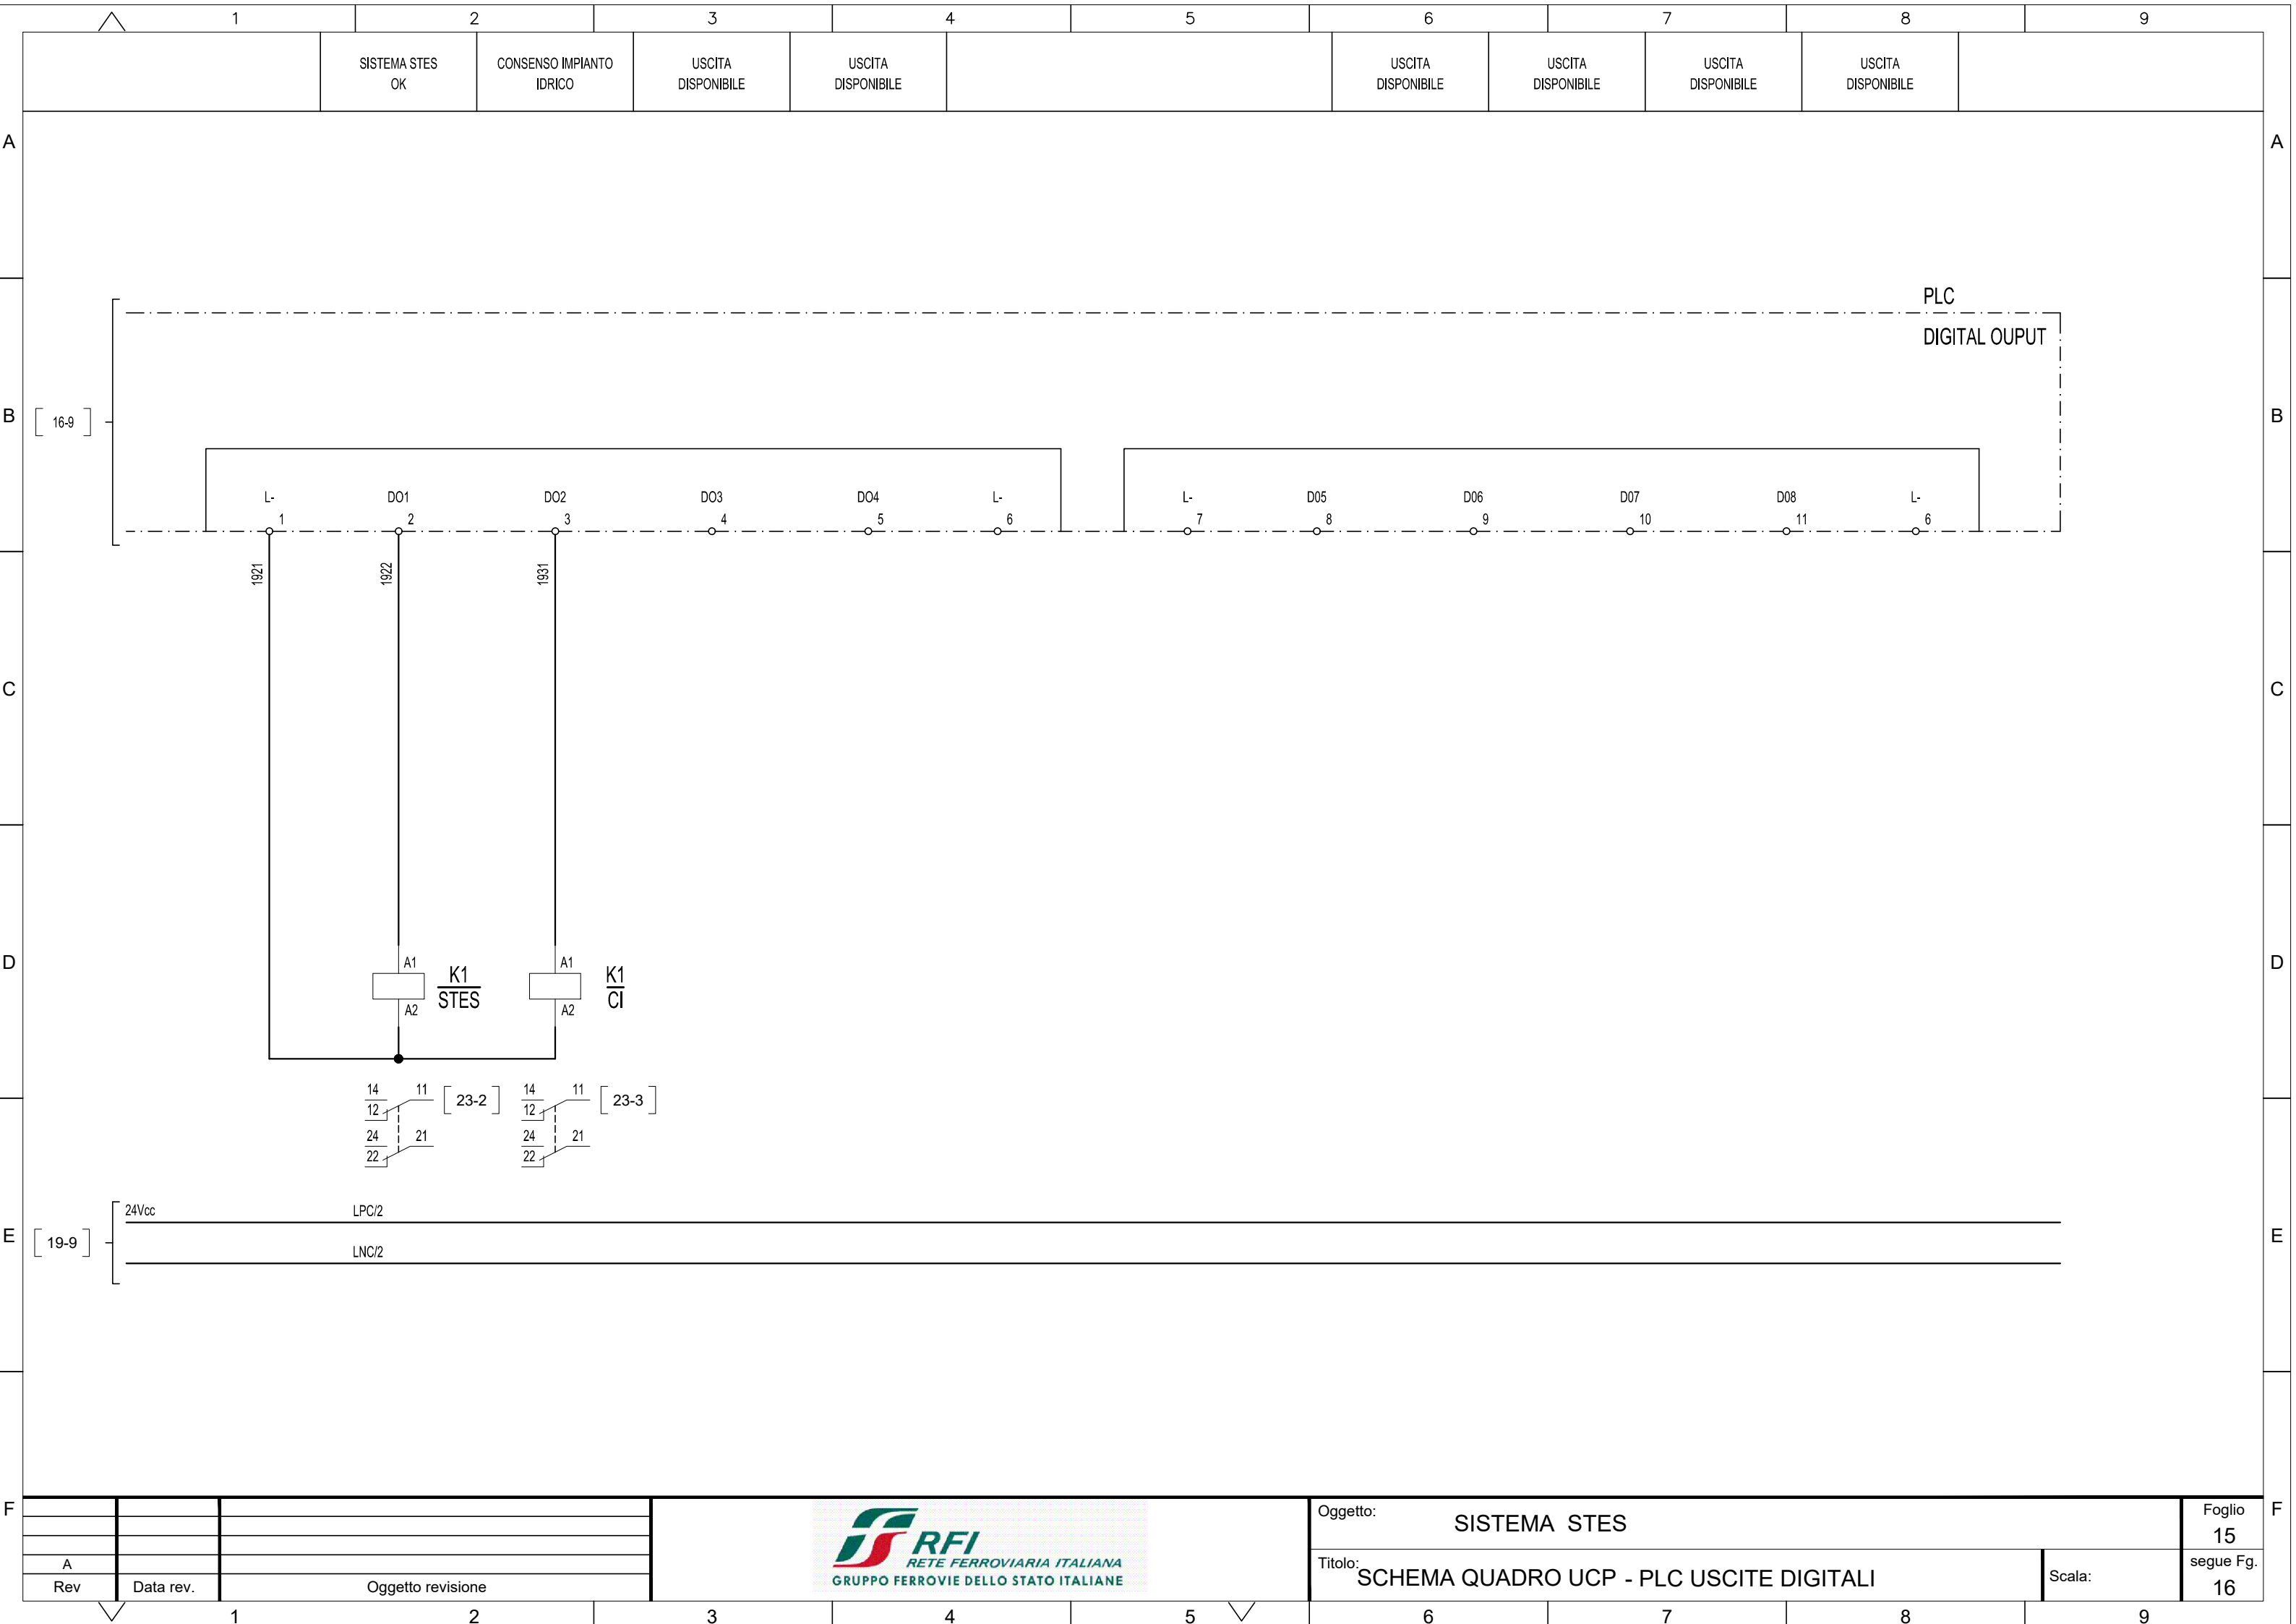 1 2 3 4 5 6 7 8 9
SISTEMA STES
OK
CONSENSO IMPIANTO
IDRICO
USCITA
DISPONIBILE
USCITA
DISPONIBILE
USCITA
DISPONIBILE
USCITA
DISPONIBILE
USCITA
DISPONIBILE
USCITA
DISPONIBILE
A A
PLC
DIGITAL OUPUT
B 16-9 B
L- DO1 DO2 DO3 DO4 L- L- D05 D06 D07 D08 L-
1 2 3 4 5 6 7 8 9 10 11 6
1921 1922 1931
C C
D D
A1 K1 A1 K1
STES CI
A2 A2
14 11 23-2 14 11 23-3
12 12
24 21 24 21
22 22
24Vcc LPC/2
E 19-9 E
LNC/2
F F
A
Rev Data rev. Oggetto revisione
RFI
RETE FERROVIARIA ITALIANA
GRUPPO FERROVIE DELLO STATO ITALIANE
Oggetto: SISTEMA STES
Foglio
15
Titolo: SCHEMA QUADRO UCP - PLC USCITE DIGITALI
Scala:
segue Fg.
16
1 2 3 4 5 6 7 8 9